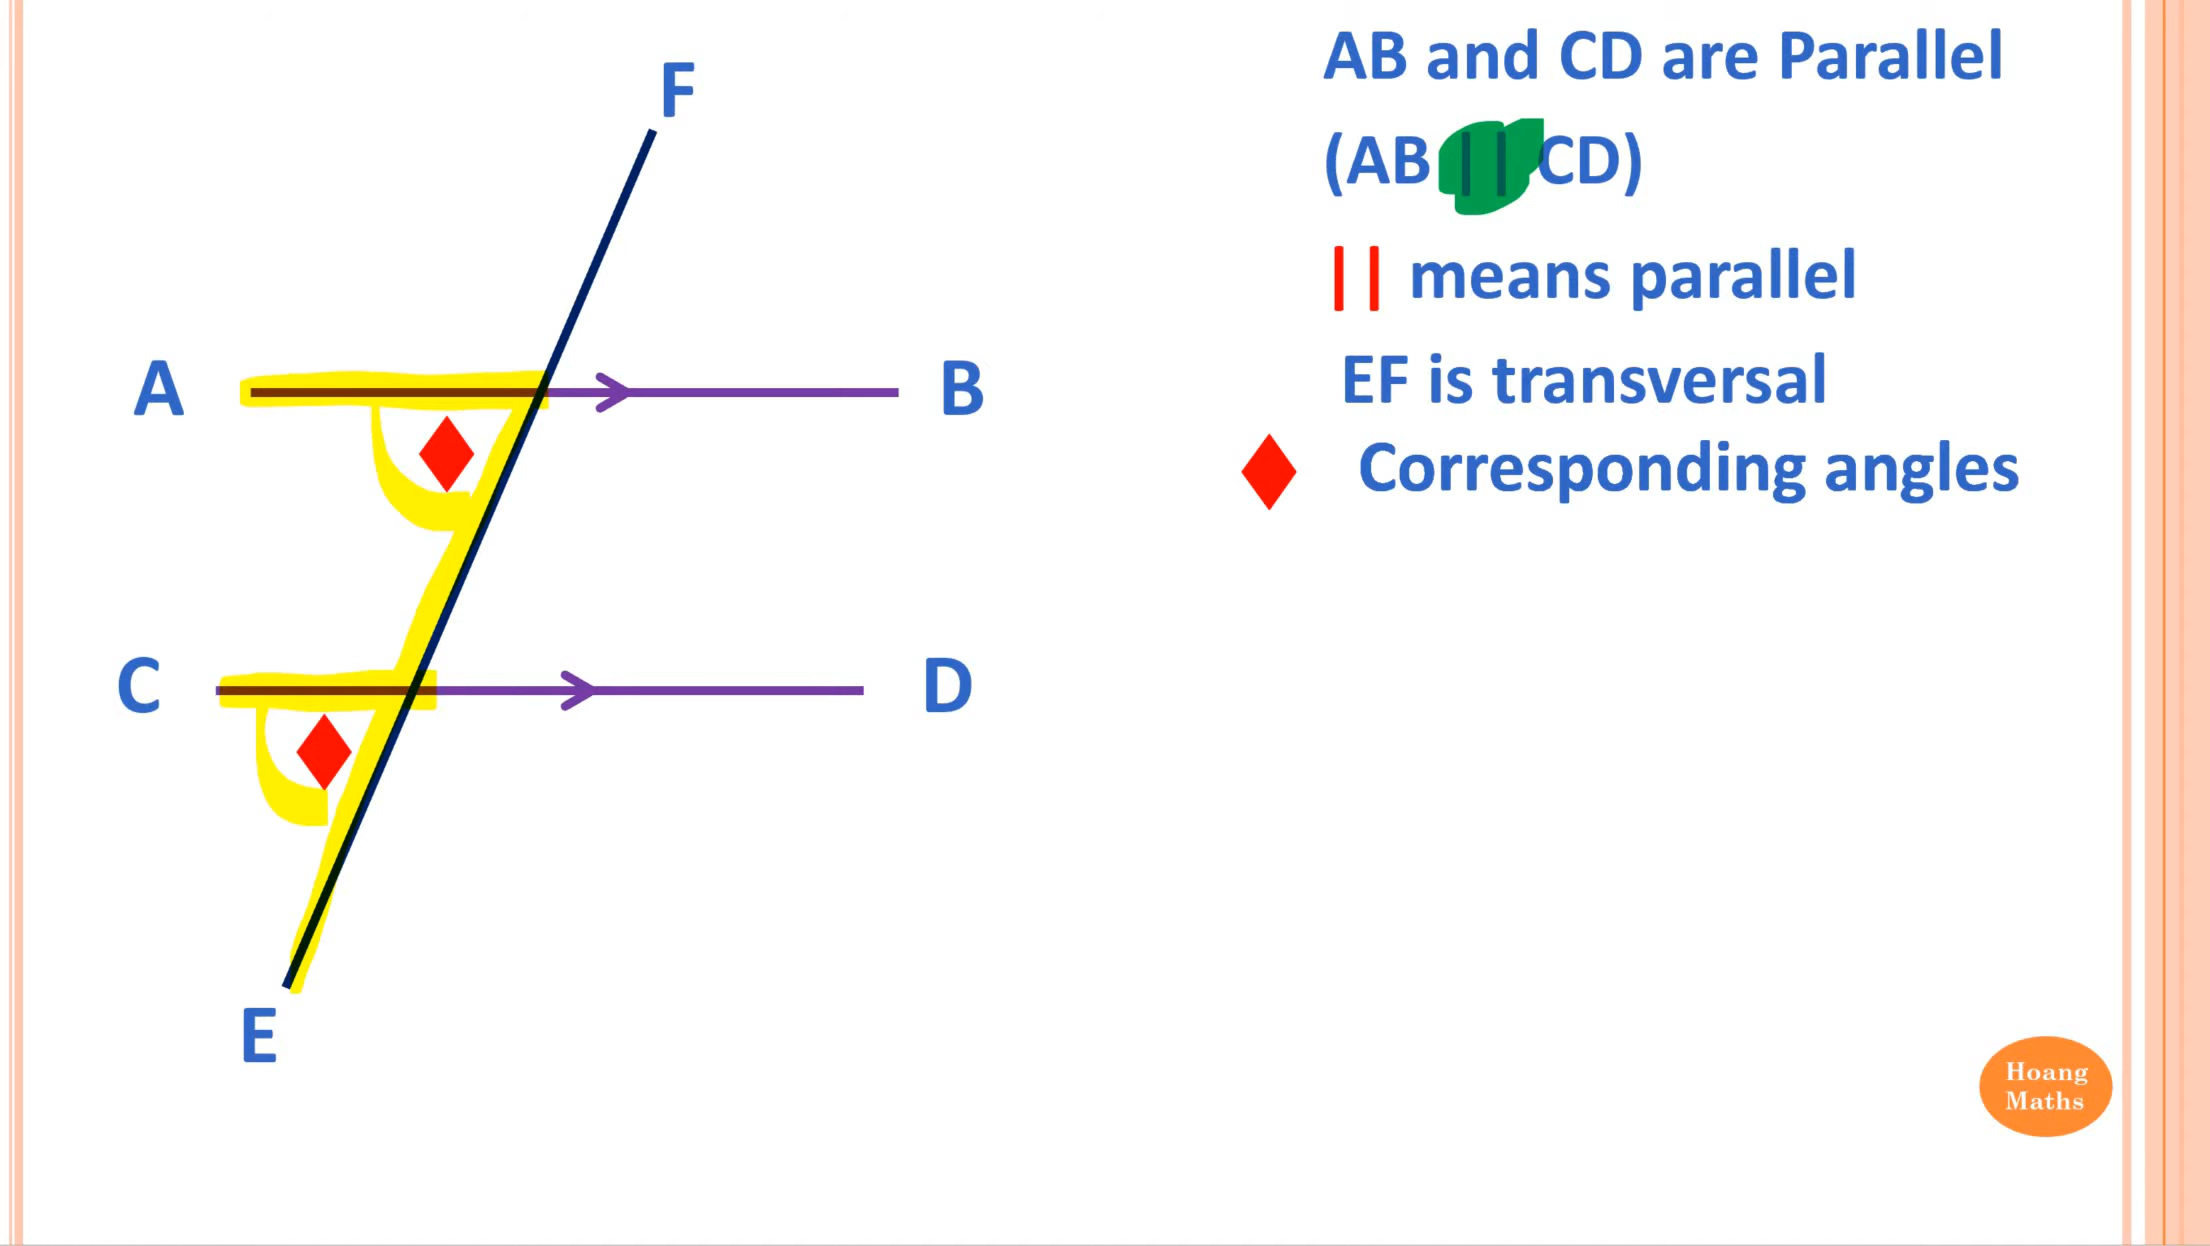 F
AB and CD are Parallel
(AB || CD)
|| means parallel
EF is transversal
A
B
Corresponding angles
C
D
E
Hoang
Maths